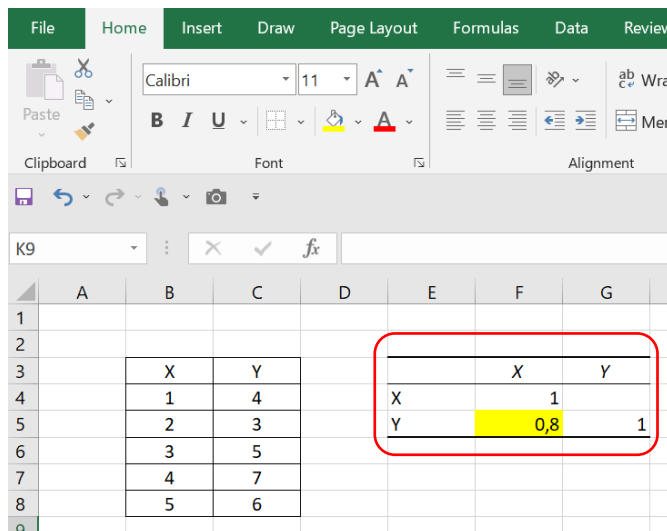 File Home Insert Draw Page Layout Formulas Data Review
Calibri 11 A A ab Wra
Paste B I U A c Mer
Clipboard Font Alignment
K9 fx
A B C D E F G
1
2
3 X Y X Y
4 1 4 X 1
5 2 3 Y 0,8 1
6 3 5
7 4 7
8 5 6
9